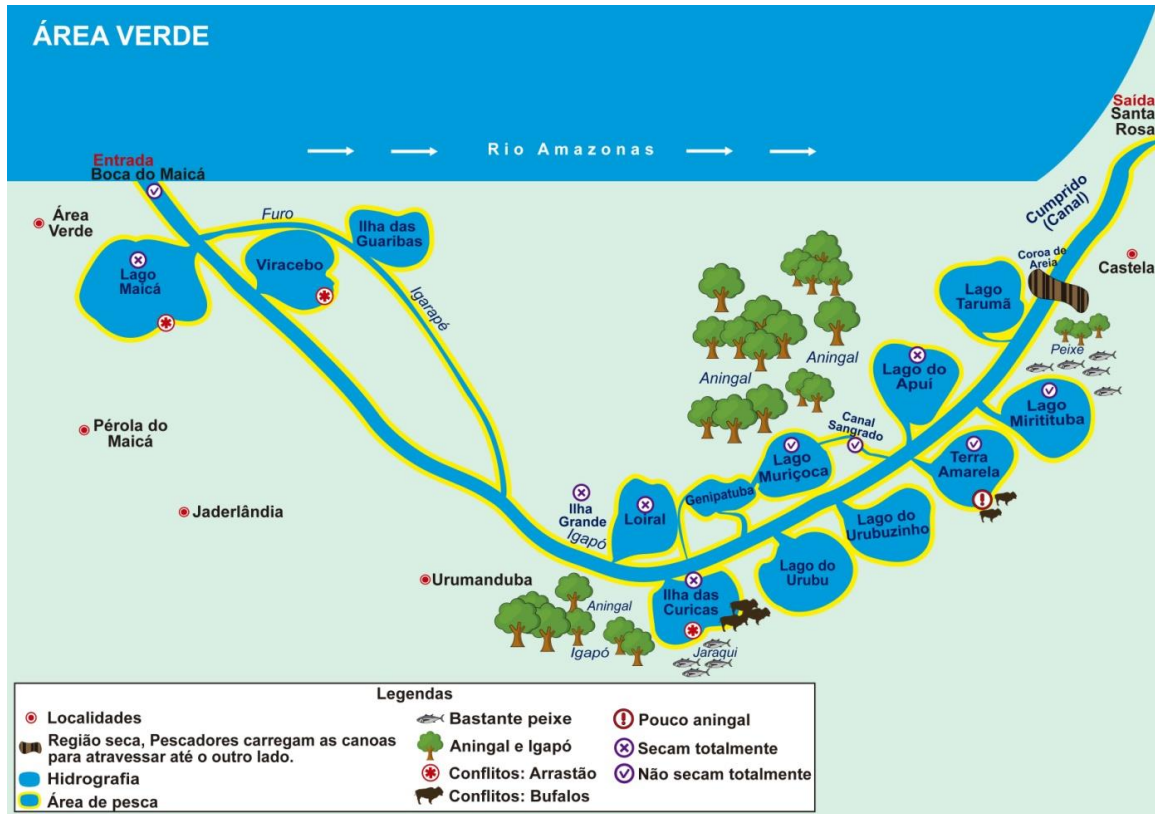 ÁREA VERDE
Saída
Santa
Rosa
Rio Amazonas
Entrada
Boca do Maicá
Cumprido
(Canal)
Área
Verde
Furo
Ilha das
Guaribas
Viracebo
Lago
Maicá
Igarapé
Coroa de
Areia
Castela
Lago
Tarumã
Peixe
Aningal
Aningal
Lago do
Apuí
Lago
Miritituba
Pérola do
Maicá
Canal
Sangrado
Lago
Muriçoca
Terra
Amarela
Genipatuba
Jaderlândia
Ilha
Grande
Igapó
Loiral
Lago do
Urubuzinho
Lago do
Urubu
Urumanduba
Ilha das
Curicas
Aningal
Igapó
Jaraqui
Legendas
Localidades
Região seca, Pescadores carregam as canoas
para atravessar até o outro lado.
Hidrografia
Área de pesca
Bastante peixe
Aningal e Igapó
Conflitos: Arrastão
Conflitos: Bufalos
Pouco aningal
Secam totalmente
Não secam totalmente